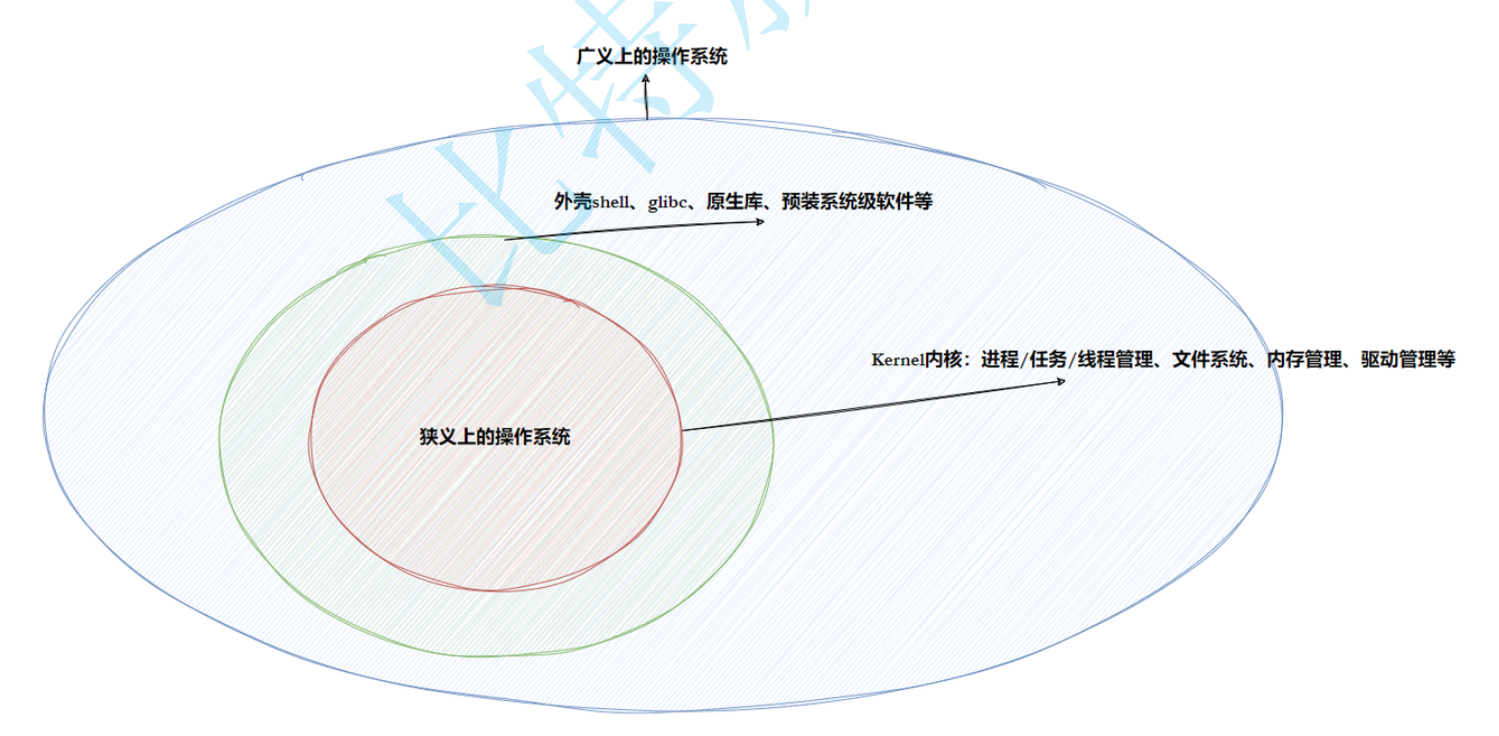 广义上的操作系统
外壳shell、glibc、原生库、预装系统级软件等
Kernel内核：进程/任务/线程管理、文件系统、内存管理、驱动管理等
狭义上的操作系统
比特